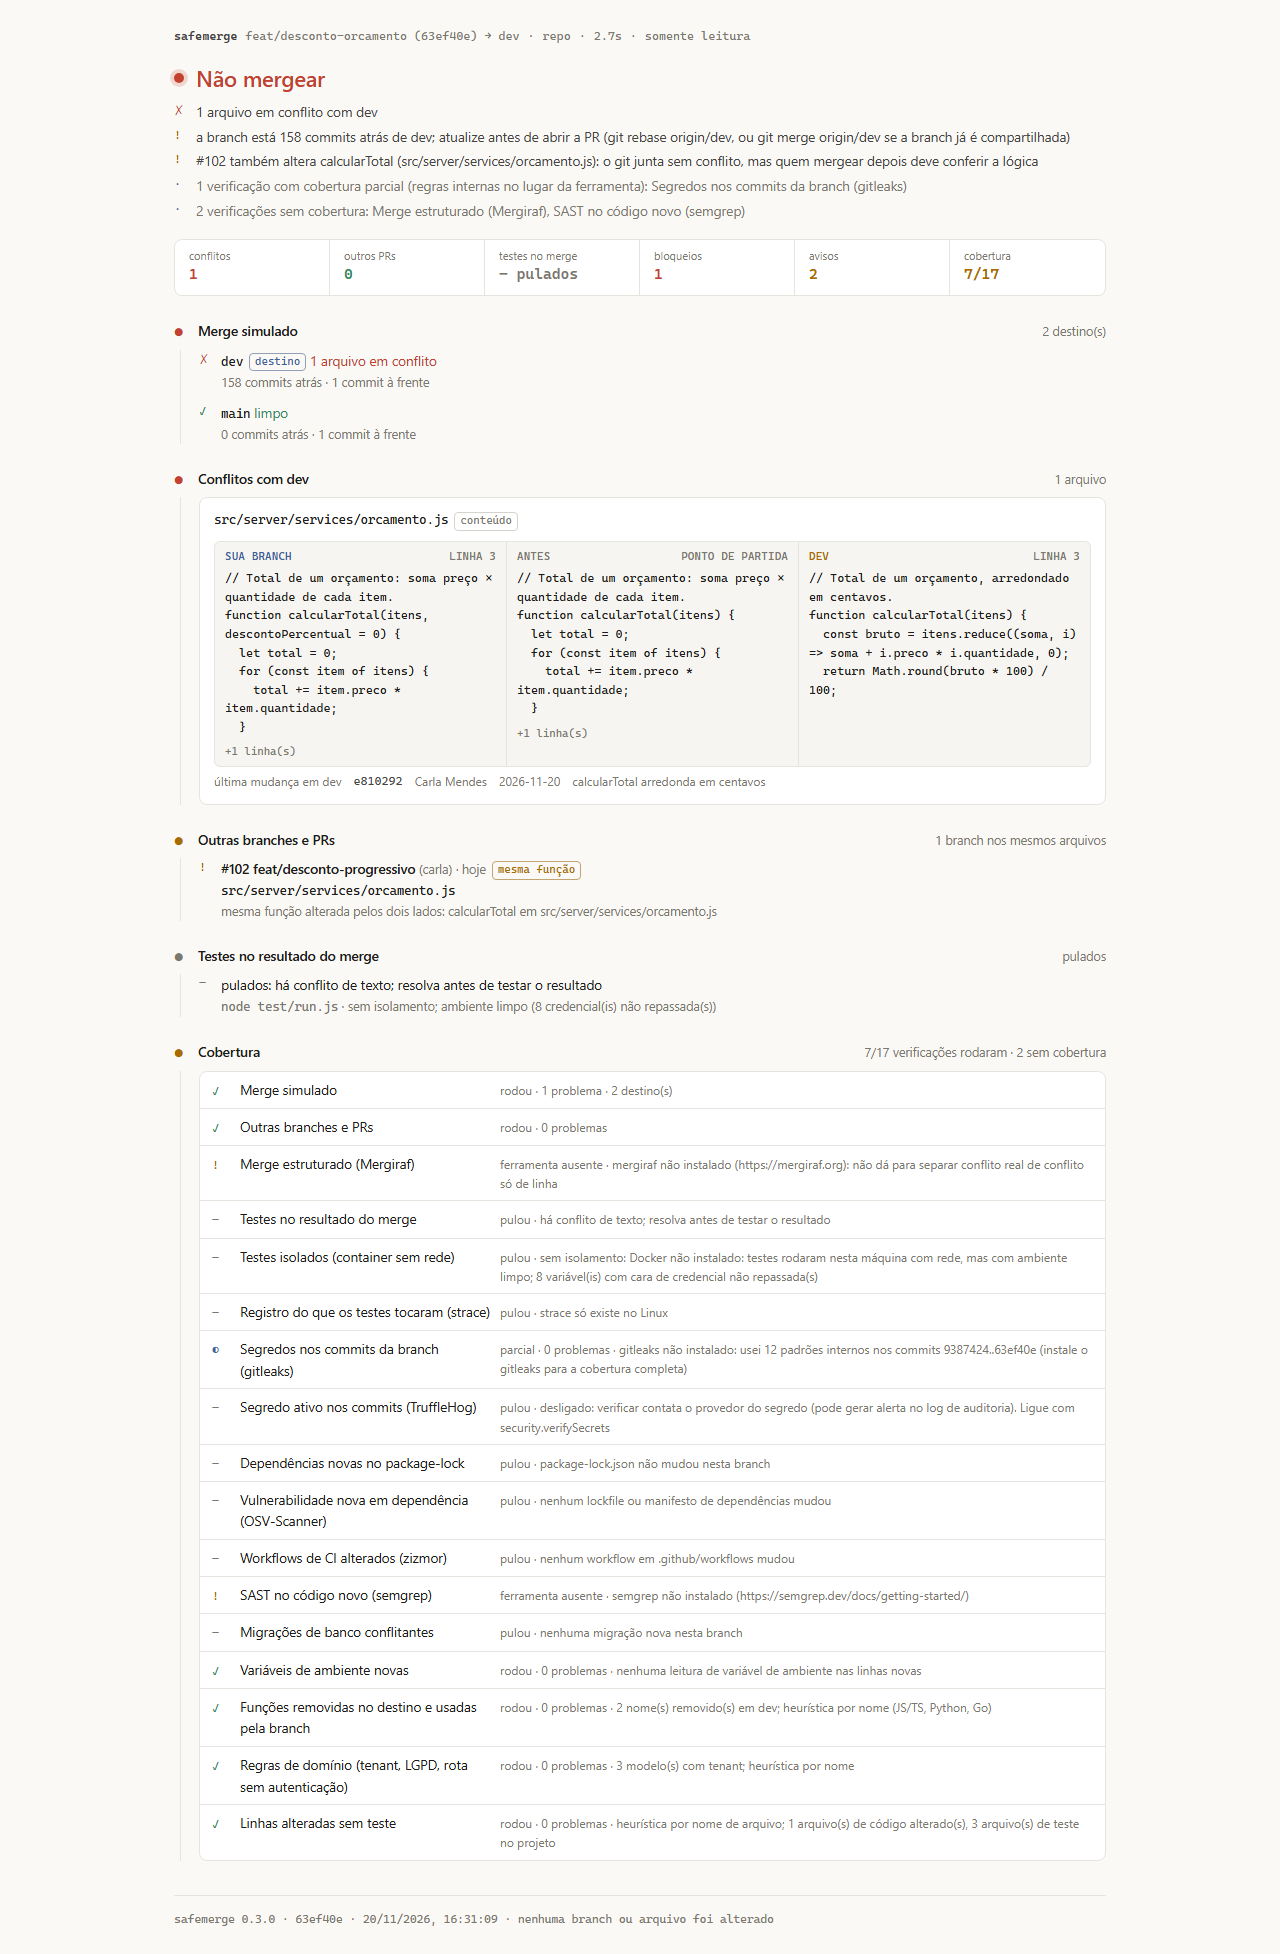 safemerge feat/desconto-orcamento (63ef40e) → dev · repo · 2.7s · somente leitura
Não mergear
✗ 1 arquivo em conflito com dev
! a branch está 158 commits atrás de dev; atualize antes de abrir a PR (git rebase origin/dev, ou git merge origin/dev se a branch já é compartilhada)
! #102 também altera calcularTotal (src/server/services/orcamento.js): o git junta sem conflito, mas quem mergear depois deve conferir a lógica
· 1 verificação com cobertura parcial (regras internas no lugar da ferramenta): Segredos nos commits da branch (gitleaks)
· 2 verificações sem cobertura: Merge estruturado (Mergiraf), SAST no código novo (semgrep)
conflitos
1
outros PRs
0
testes no merge
– pulados
bloqueios
1
avisos
2
cobertura
7/17
Merge simulado 2 destino(s)
✗ dev destino 1 arquivo em conflito
158 commits atrás · 1 commit à frente
✓ main limpo
0 commits atrás · 1 commit à frente
Conflitos com dev 1 arquivo
src/server/services/orcamento.js conteúdo
SUA BRANCH LINHA 3
// Total de um orçamento: soma preço ×
quantidade de cada item.
function calcularTotal(itens,
descontoPercentual = 0) {
let total = 0;
for (const item of itens) {
total += item.preco *
item.quantidade;
}
+1 linha(s)
ANTES PONTO DE PARTIDA
// Total de um orçamento: soma preço ×
quantidade de cada item.
function calcularTotal(itens) {
let total = 0;
for (const item of itens) {
total += item.preco *
item.quantidade;
}
+1 linha(s)
DEV LINHA 3
// Total de um orçamento, arredondado
em centavos.
function calcularTotal(itens) {
const bruto = itens.reduce((soma, i)
=> soma + i.preco * i.quantidade, 0);
return Math.round(bruto * 100) /
100;
última mudança em dev e810292 Carla Mendes 2026-11-20 calcularTotal arredonda em centavos
Outras branches e PRs 1 branch nos mesmos arquivos
! #102 feat/desconto-progressivo (carla) · hoje mesma função
src/server/services/orcamento.js
mesma função alterada pelos dois lados: calcularTotal em src/server/services/orcamento.js
Testes no resultado do merge pulados
– pulados: há conflito de texto; resolva antes de testar o resultado
node test/run.js · sem isolamento; ambiente limpo (8 credencial(is) não repassada(s))
Cobertura 7/17 verificações rodaram · 2 sem cobertura
✓ Merge simulado rodou · 1 problema · 2 destino(s)
✓ Outras branches e PRs rodou · 0 problemas
! Merge estruturado (Mergiraf) ferramenta ausente · mergiraf não instalado (https://mergiraf.org): não dá para separar conflito real de conflito
só de linha
– Testes no resultado do merge pulou · há conflito de texto; resolva antes de testar o resultado
– Testes isolados (container sem rede) pulou · sem isolamento: Docker não instalado: testes rodaram nesta máquina com rede, mas com ambiente
limpo; 8 variável(is) com cara de credencial não repassada(s)
– Registro do que os testes tocaram (strace) pulou · strace só existe no Linux
◐ Segredos nos commits da branch
(gitleaks)
parcial · 0 problemas · gitleaks não instalado: usei 12 padrões internos nos commits 9387424..63ef40e (instale o
gitleaks para a cobertura completa)
– Segredo ativo nos commits (TruffleHog) pulou · desligado: verificar contata o provedor do segredo (pode gerar alerta no log de auditoria). Ligue com
security.verifySecrets
– Dependências novas no package-lock pulou · package-lock.json não mudou nesta branch
– Vulnerabilidade nova em dependência
(OSV-Scanner)
pulou · nenhum lockfile ou manifesto de dependências mudou
– Workflows de CI alterados (zizmor) pulou · nenhum workflow em .github/workflows mudou
! SAST no código novo (semgrep) ferramenta ausente · semgrep não instalado (https://semgrep.dev/docs/getting-started/)
– Migrações de banco conflitantes pulou · nenhuma migração nova nesta branch
✓ Variáveis de ambiente novas rodou · 0 problemas · nenhuma leitura de variável de ambiente nas linhas novas
✓ Funções removidas no destino e usadas
pela branch
rodou · 0 problemas · 2 nome(s) removido(s) em dev; heurística por nome (JS/TS, Python, Go)
✓ Regras de domínio (tenant, LGPD, rota
sem autenticação)
rodou · 0 problemas · 3 modelo(s) com tenant; heurística por nome
✓ Linhas alteradas sem teste rodou · 0 problemas · heurística por nome de arquivo; 1 arquivo(s) de código alterado(s), 3 arquivo(s) de teste
no projeto
safemerge 0.3.0 · 63ef40e · 20/11/2026, 16:31:09 · nenhuma branch ou arquivo foi alterado